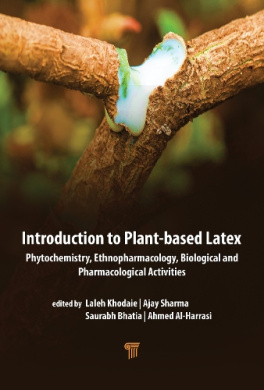 Introduction to Plant-based Latex
Phytochemistry, Ethnopharmacology, Biological and
Pharmacological Activities
edited by Laleh Khodaie | Ajay Sharma
Saurabh Bhatia | Ahmed Al-Harrasi